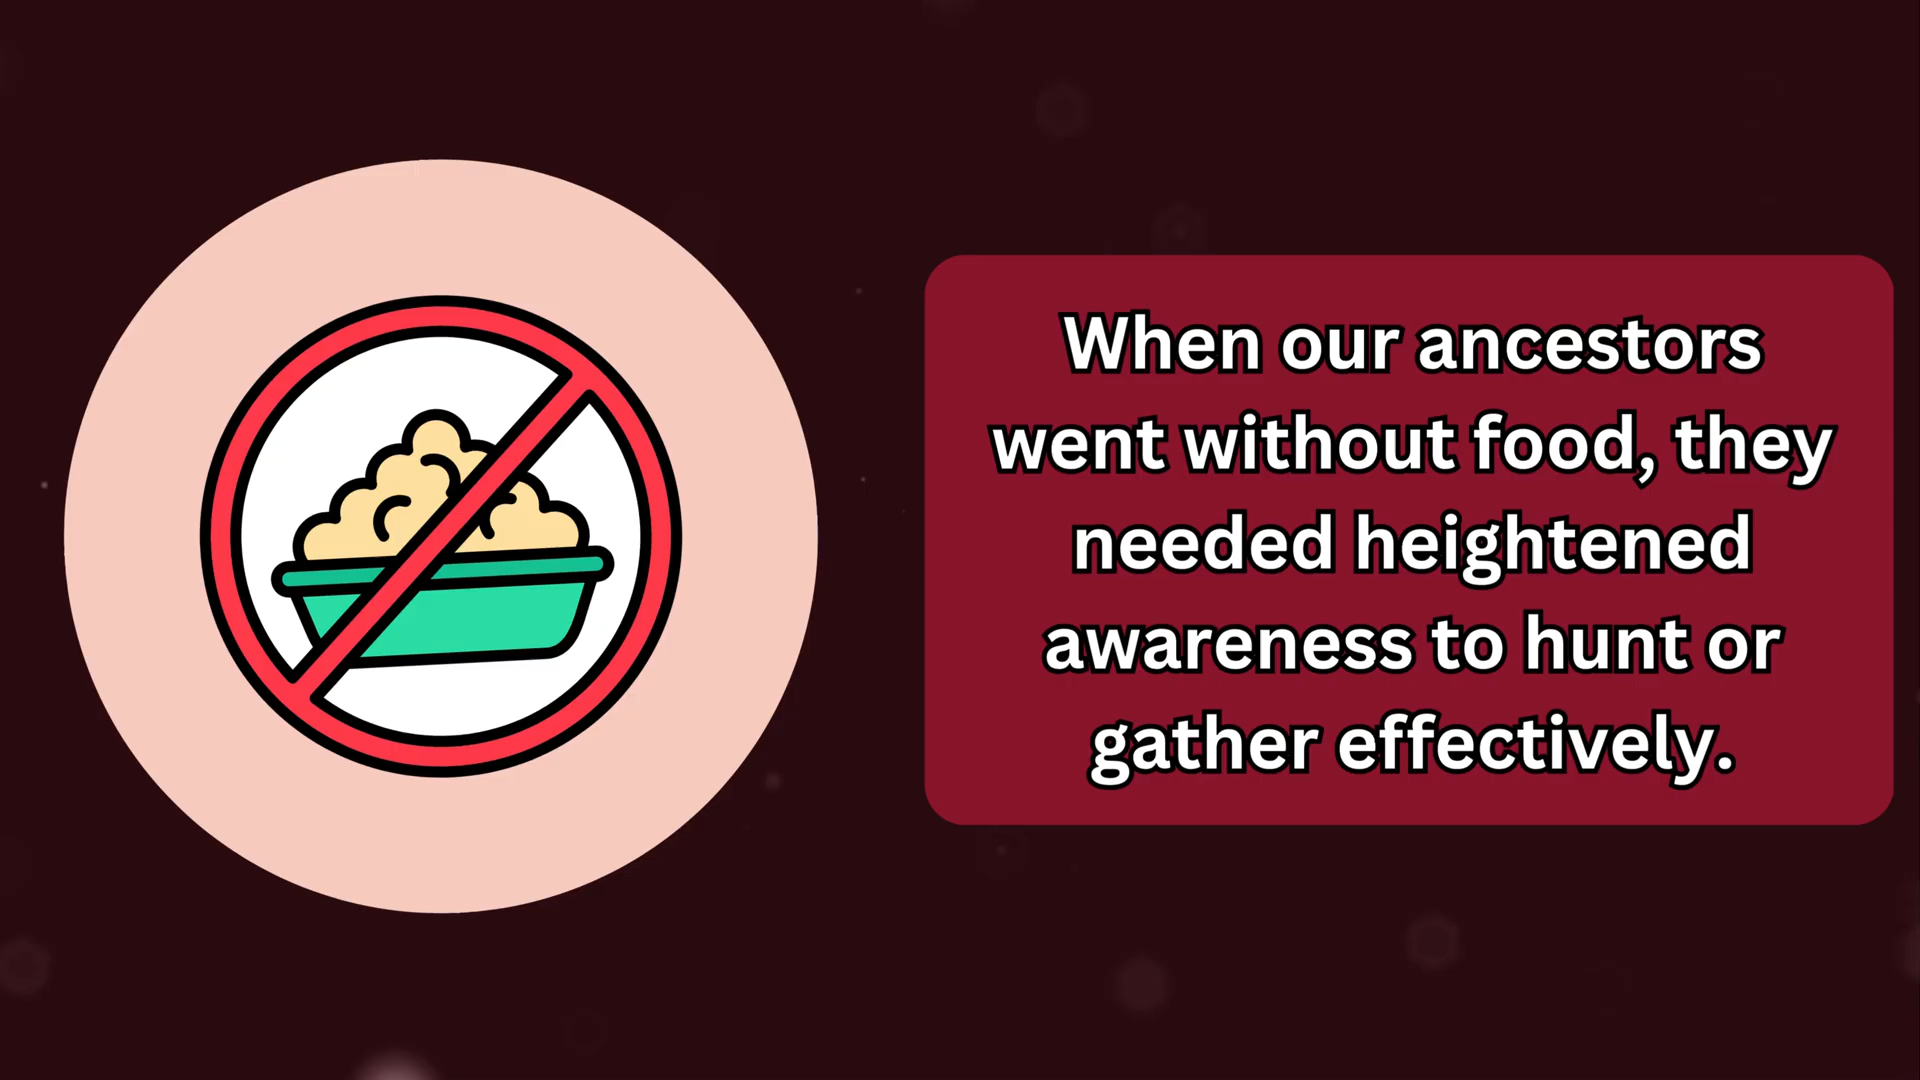 When our ancestors
went without food, they
needed heightened
awareness to hunt or
gather effectively.